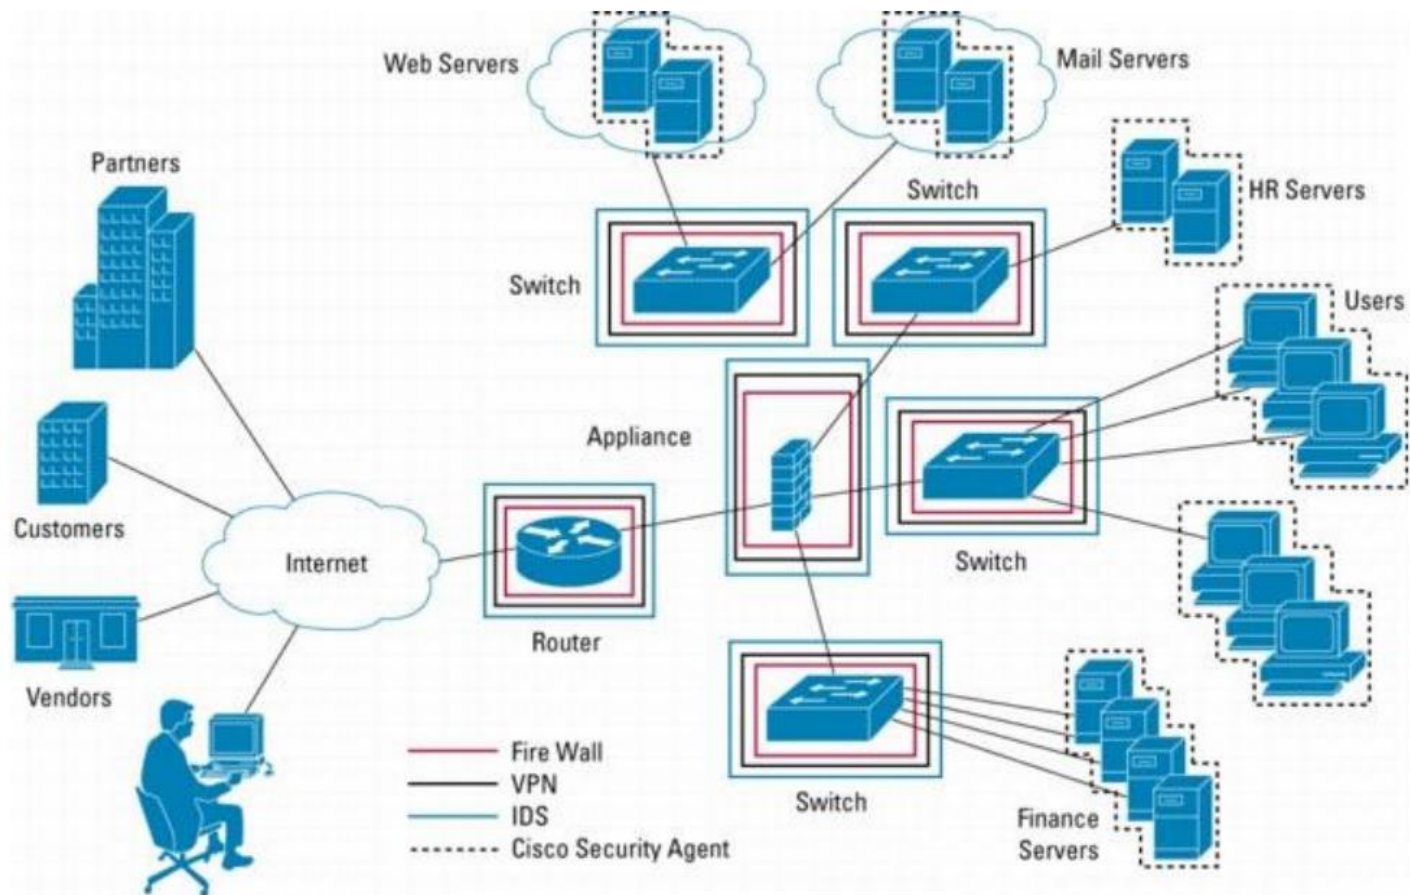 Web Servers
Mail Servers
Partners
Switch
HR Servers
Switch
Users
Appliance
Customers
Internet
Switch
Router
Vendors
Fire Wall
VPN
IDS
Cisco Security Agent
Switch
Finance
Servers